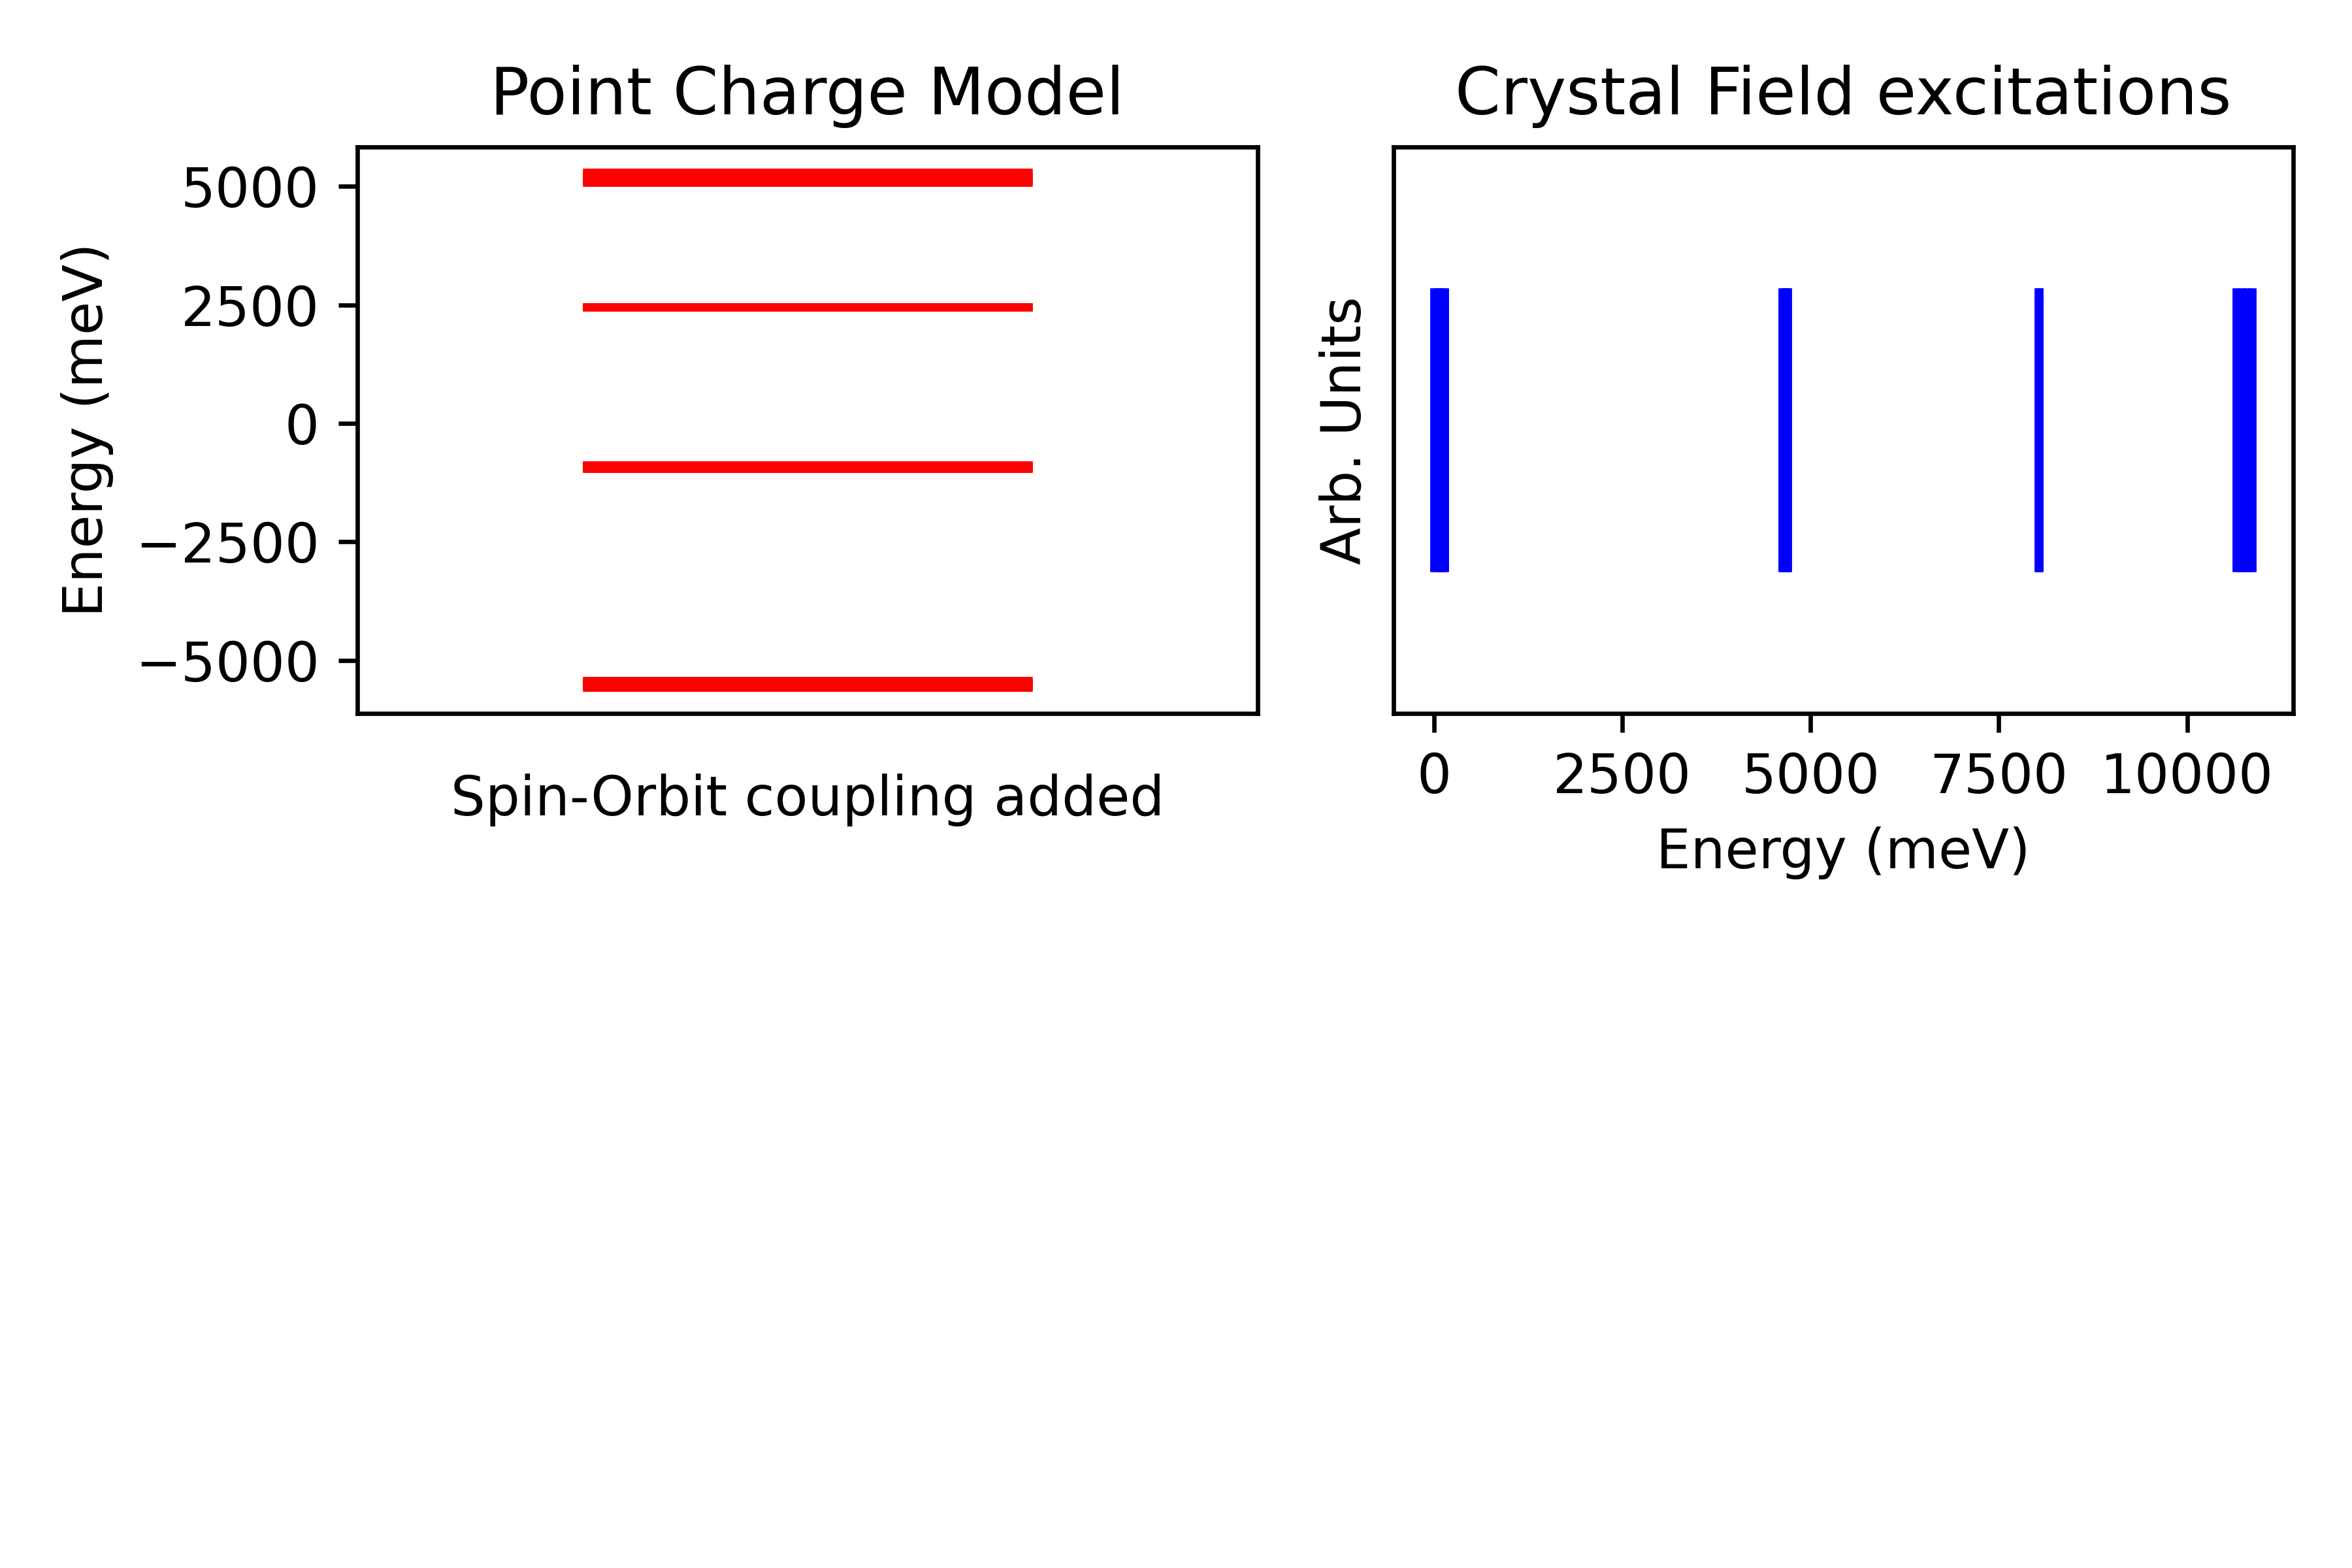 Point Charge Model
Energy (meV)
5000
2500
0
−2500
−5000
Spin-Orbit coupling added
Crystal Field excitations
Arb. Units
0 2500 5000 7500 10000
Energy (meV)